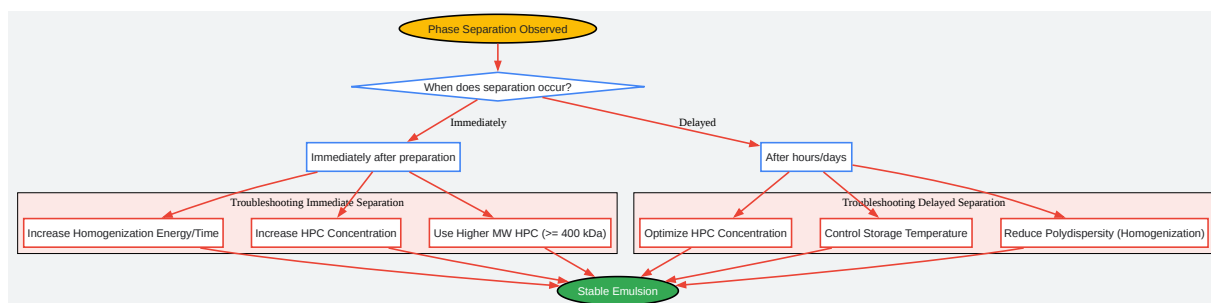 Phase Separation Observed
When does separation occur?
Immediately
Delayed
Immediately after preparation
After hours/days
Troubleshooting Immediate Separation
Troubleshooting Delayed Separation
Increase Homogenization Energy/Time
Increase HPC Concentration
Use Higher MW HPC (>= 400 kDa)
Optimize HPC Concentration
Control Storage Temperature
Reduce Polydispersity (Homogenization)
Stable Emulsion